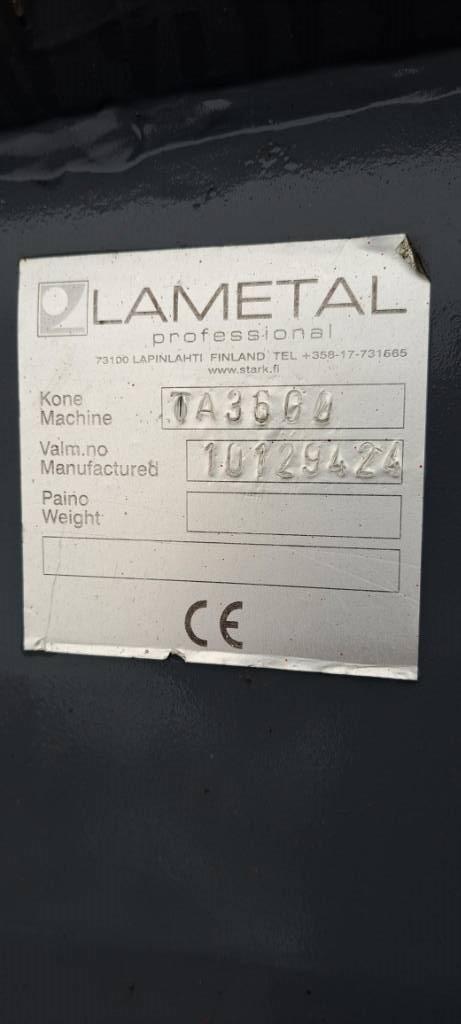 LAMETAL
professional
73100 LAPINLAHTI FINLAND TEL +358-17-731565
www.stark.fi
Kone
Machine TA3600
Valm.no
Manufactured 10129424
Paino
Weight
CE